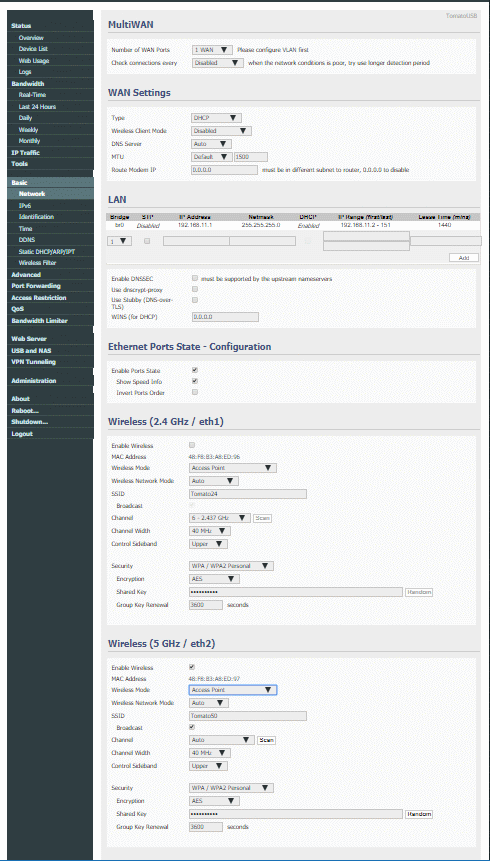 TomatoUSB
Status
Overview
Device List
Web Usage
Logs
Bandwidth
Real-Time
Last 24 Hours
Daily
Weekly
Monthly
IP Traffic
Tools
Basic
Network
IPv6
Identification
Time
DDNS
Static DHCP/ARP/IPT
Wireless Filter
Advanced
Port Forwarding
Access Restriction
QoS
Bandwidth Limiter
Web Server
USB and NAS
VPN Tunneling
Administration
About
Reboot...
Shutdown...
Logout
MultiWAN
Number of WAN Ports 1 WAN Please configure VLAN first
Check connections every Disabled when the network conditions is poor, try use longer detection period
WAN Settings
Type DHCP
Wireless Client Mode Disabled
DNS Server Auto
MTU Default 1500
Route Modem IP 0.0.0.0 must be in different subnet to router, 0.0.0.0 to disable
LAN
Bridge STP IP Address Netmask DHCP IP Range (first/last) Lease Time (mins)
br0 Disabled 192.168.11.1 255.255.255.0 Enabled 192.168.11.2 - 151 1440
1
Add
Enable DNSSEC must be supported by the upstream nameservers
Use dnscrypt-proxy
Use Stubby (DNS-over-
TLS)
WINS (for DHCP) 0.0.0.0
Ethernet Ports State - Configuration
Enable Ports State
Show Speed Info
Invert Ports Order
Wireless (2.4 GHz / eth1)
Enable Wireless
MAC Address 48:F8:B3:A8:ED:96
Wireless Mode Access Point
Wireless Network Mode Auto
SSID Tomato24
Broadcast
Channel 6 - 2.437 GHz Scan
Channel Width 40 MHz
Control Sideband Upper
Security WPA / WPA2 Personal
Encryption AES
Shared Key •••••••••• Random
Group Key Renewal 3600 seconds
Wireless (5 GHz / eth2)
Enable Wireless
MAC Address 48:F8:B3:A8:ED:97
Wireless Mode Access Point
Wireless Network Mode Auto
SSID Tomato50
Broadcast
Channel Auto Scan
Channel Width 40 MHz
Control Sideband Upper
Security WPA / WPA2 Personal
Encryption AES
Shared Key •••••••••• Random
Group Key Renewal 3600 seconds